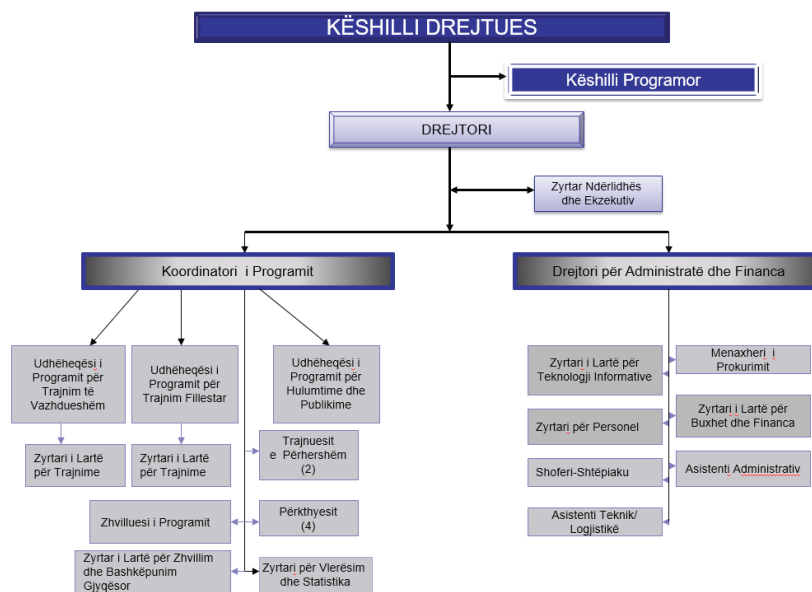 KËSHILLI DREJTUES
Këshilli Programor
DREJTORI
Zyrtar Ndërlidhës
dhe Ekzekutiv
Koordinatori i Programit
Drejtori për Administratë dhe Financa
Udhëheqësi i
Programit për
Trajnim të
Vazhdueshëm
Udhëheqësi i
Programit për
Trajnim Fillestar
Udhëheqësi i
Programit për
Hulumtime dhe
Publikime
Zyrtari i Lartë për
Teknologji Informative
Menaxheri i
Prokurimit
Zyrtari i Lartë
për Trajnime
Zyrtari i Lartë
për Trajnime
Trajnuesit
e Përhershëm
(2)
Zyrtari për Personel
Zyrtari i Lartë për
Buxhet dhe Financa
Shoferi-Shtëpiaku
Asistenti Administrativ
Zhvilluesi i Programit
Përkthyesit
(4)
Asistenti Teknik/
Logjistikë
Zyrtar i Lartë për Zhvillim
dhe Bashkëpunim
Gjyqësor
Zyrtari për Vlerësim
dhe Statistika